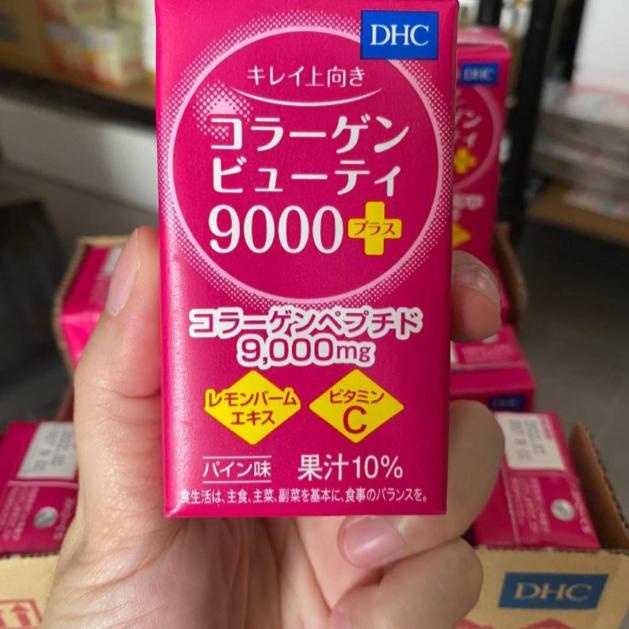 DHC
キレイ上向き
コラーゲン
ビューティ
9000
プラス
コラーゲンペプチド
9,000mg
レモンバーム
エキス
ビタミン
C
パイン味 果汁10%
食生活は、主食、主菜、副菜を基本に、食事のバランスを。
DHC
DHC